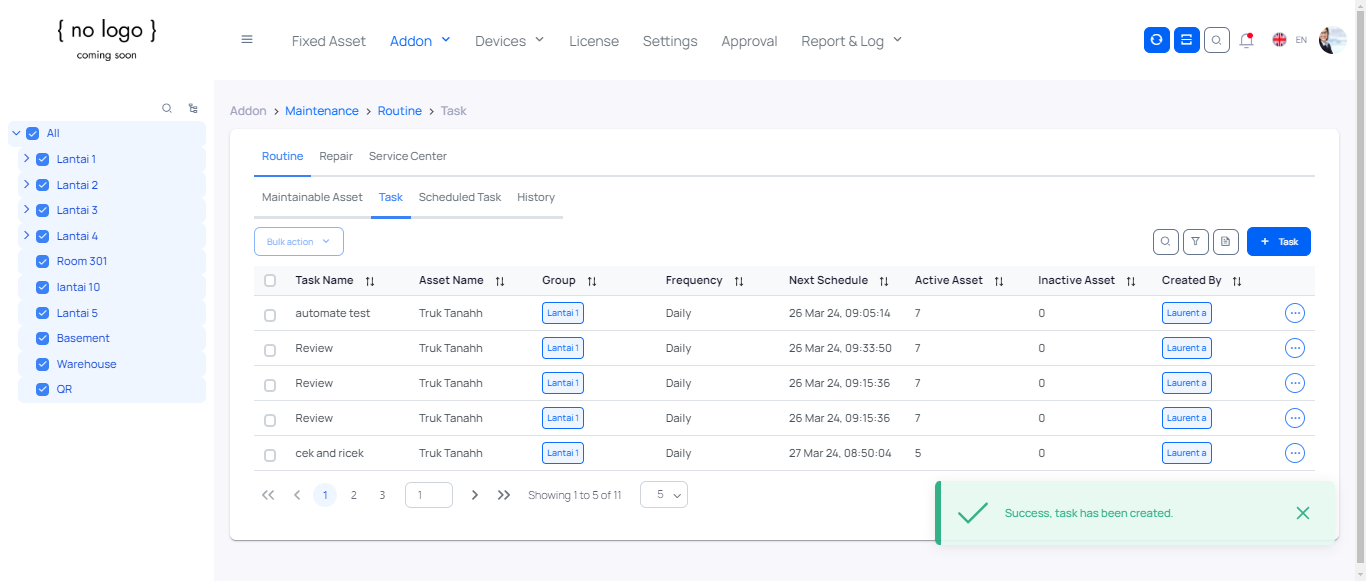 { no logo }
coming soon
Fixed Asset Addon Devices License Settings Approval Report & Log EN
Addon > Maintenance > Routine > Task
All
Lantai 1
Lantai 2
Lantai 3
Lantai 4
Room 301
lantai 10
Lantai 5
Basement
Warehouse
QR
Routine Repair Service Center
Maintainable Asset Task Scheduled Task History
Bulk action + Task
Task Name Asset Name Group Frequency Next Schedule Active Asset Inactive Asset Created By
automate test Truk Tanahh Lantai 1 Daily 26 Mar 24, 09:05:14 7 0 Laurent a
Review Truk Tanahh Lantai 1 Daily 26 Mar 24, 09:33:50 7 0 Laurent a
Review Truk Tanahh Lantai 1 Daily 26 Mar 24, 09:15:36 7 0 Laurent a
Review Truk Tanahh Lantai 1 Daily 26 Mar 24, 09:15:36 7 0 Laurent a
cek and ricek Truk Tanahh Lantai 1 Daily 27 Mar 24, 08:50:04 5 0 Laurent a
1 2 3 1 Showing 1 to 5 of 11 5
Success, task has been created.